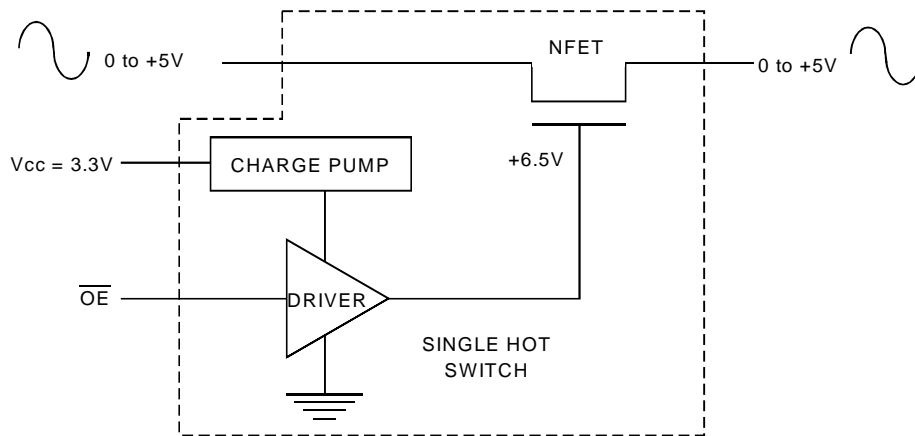 NFET
0 to +5V
0 to +5V
Vcc = 3.3V
CHARGE PUMP
+6.5V
OE
DRIVER
SINGLE HOT
SWITCH